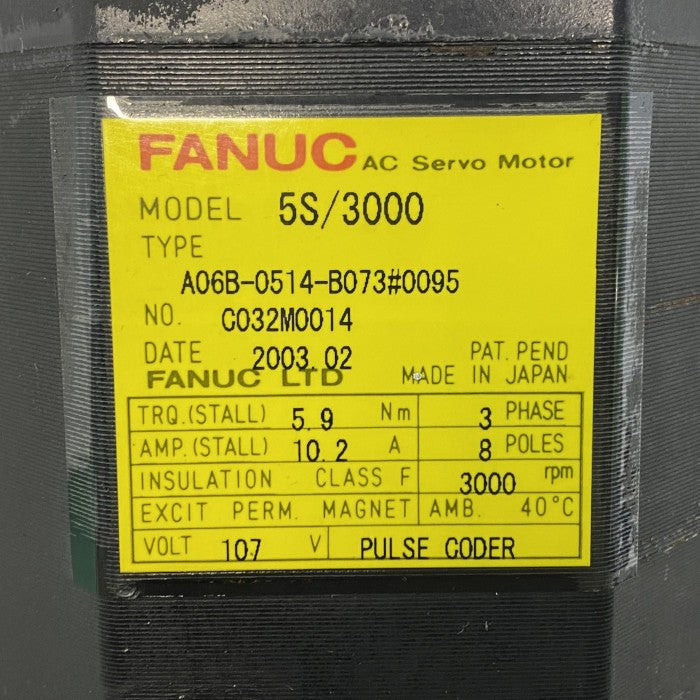 FANUC AC Servo Motor
MODEL 5S/3000
TYPE
A06B-0514-B073#0095
NO. C032M0014
DATE 2003.02 PAT. PEND
FANUC LTD MADE IN JAPAN
TRQ.(STALL) 5.9 Nm 3 PHASE
AMP.(STALL) 10.2 A 8 POLES
INSULATION CLASS F 3000 rpm
EXCIT PERM. MAGNET AMB. 40°C
VOLT 107 V PULSE CODER